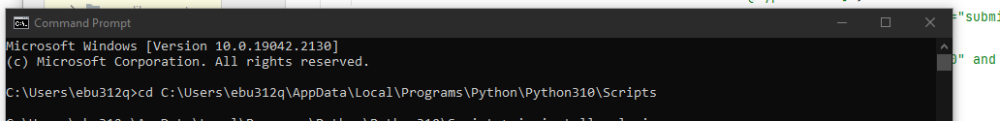 Command Prompt
="submi
Microsoft Windows [Version 10.0.19042.2130]
(c) Microsoft Corporation. All rights reserved.
0" and
C:\Users\ebu312q>cd C:\Users\ebu312q\AppData\Local\Programs\Python\Python310\Scripts